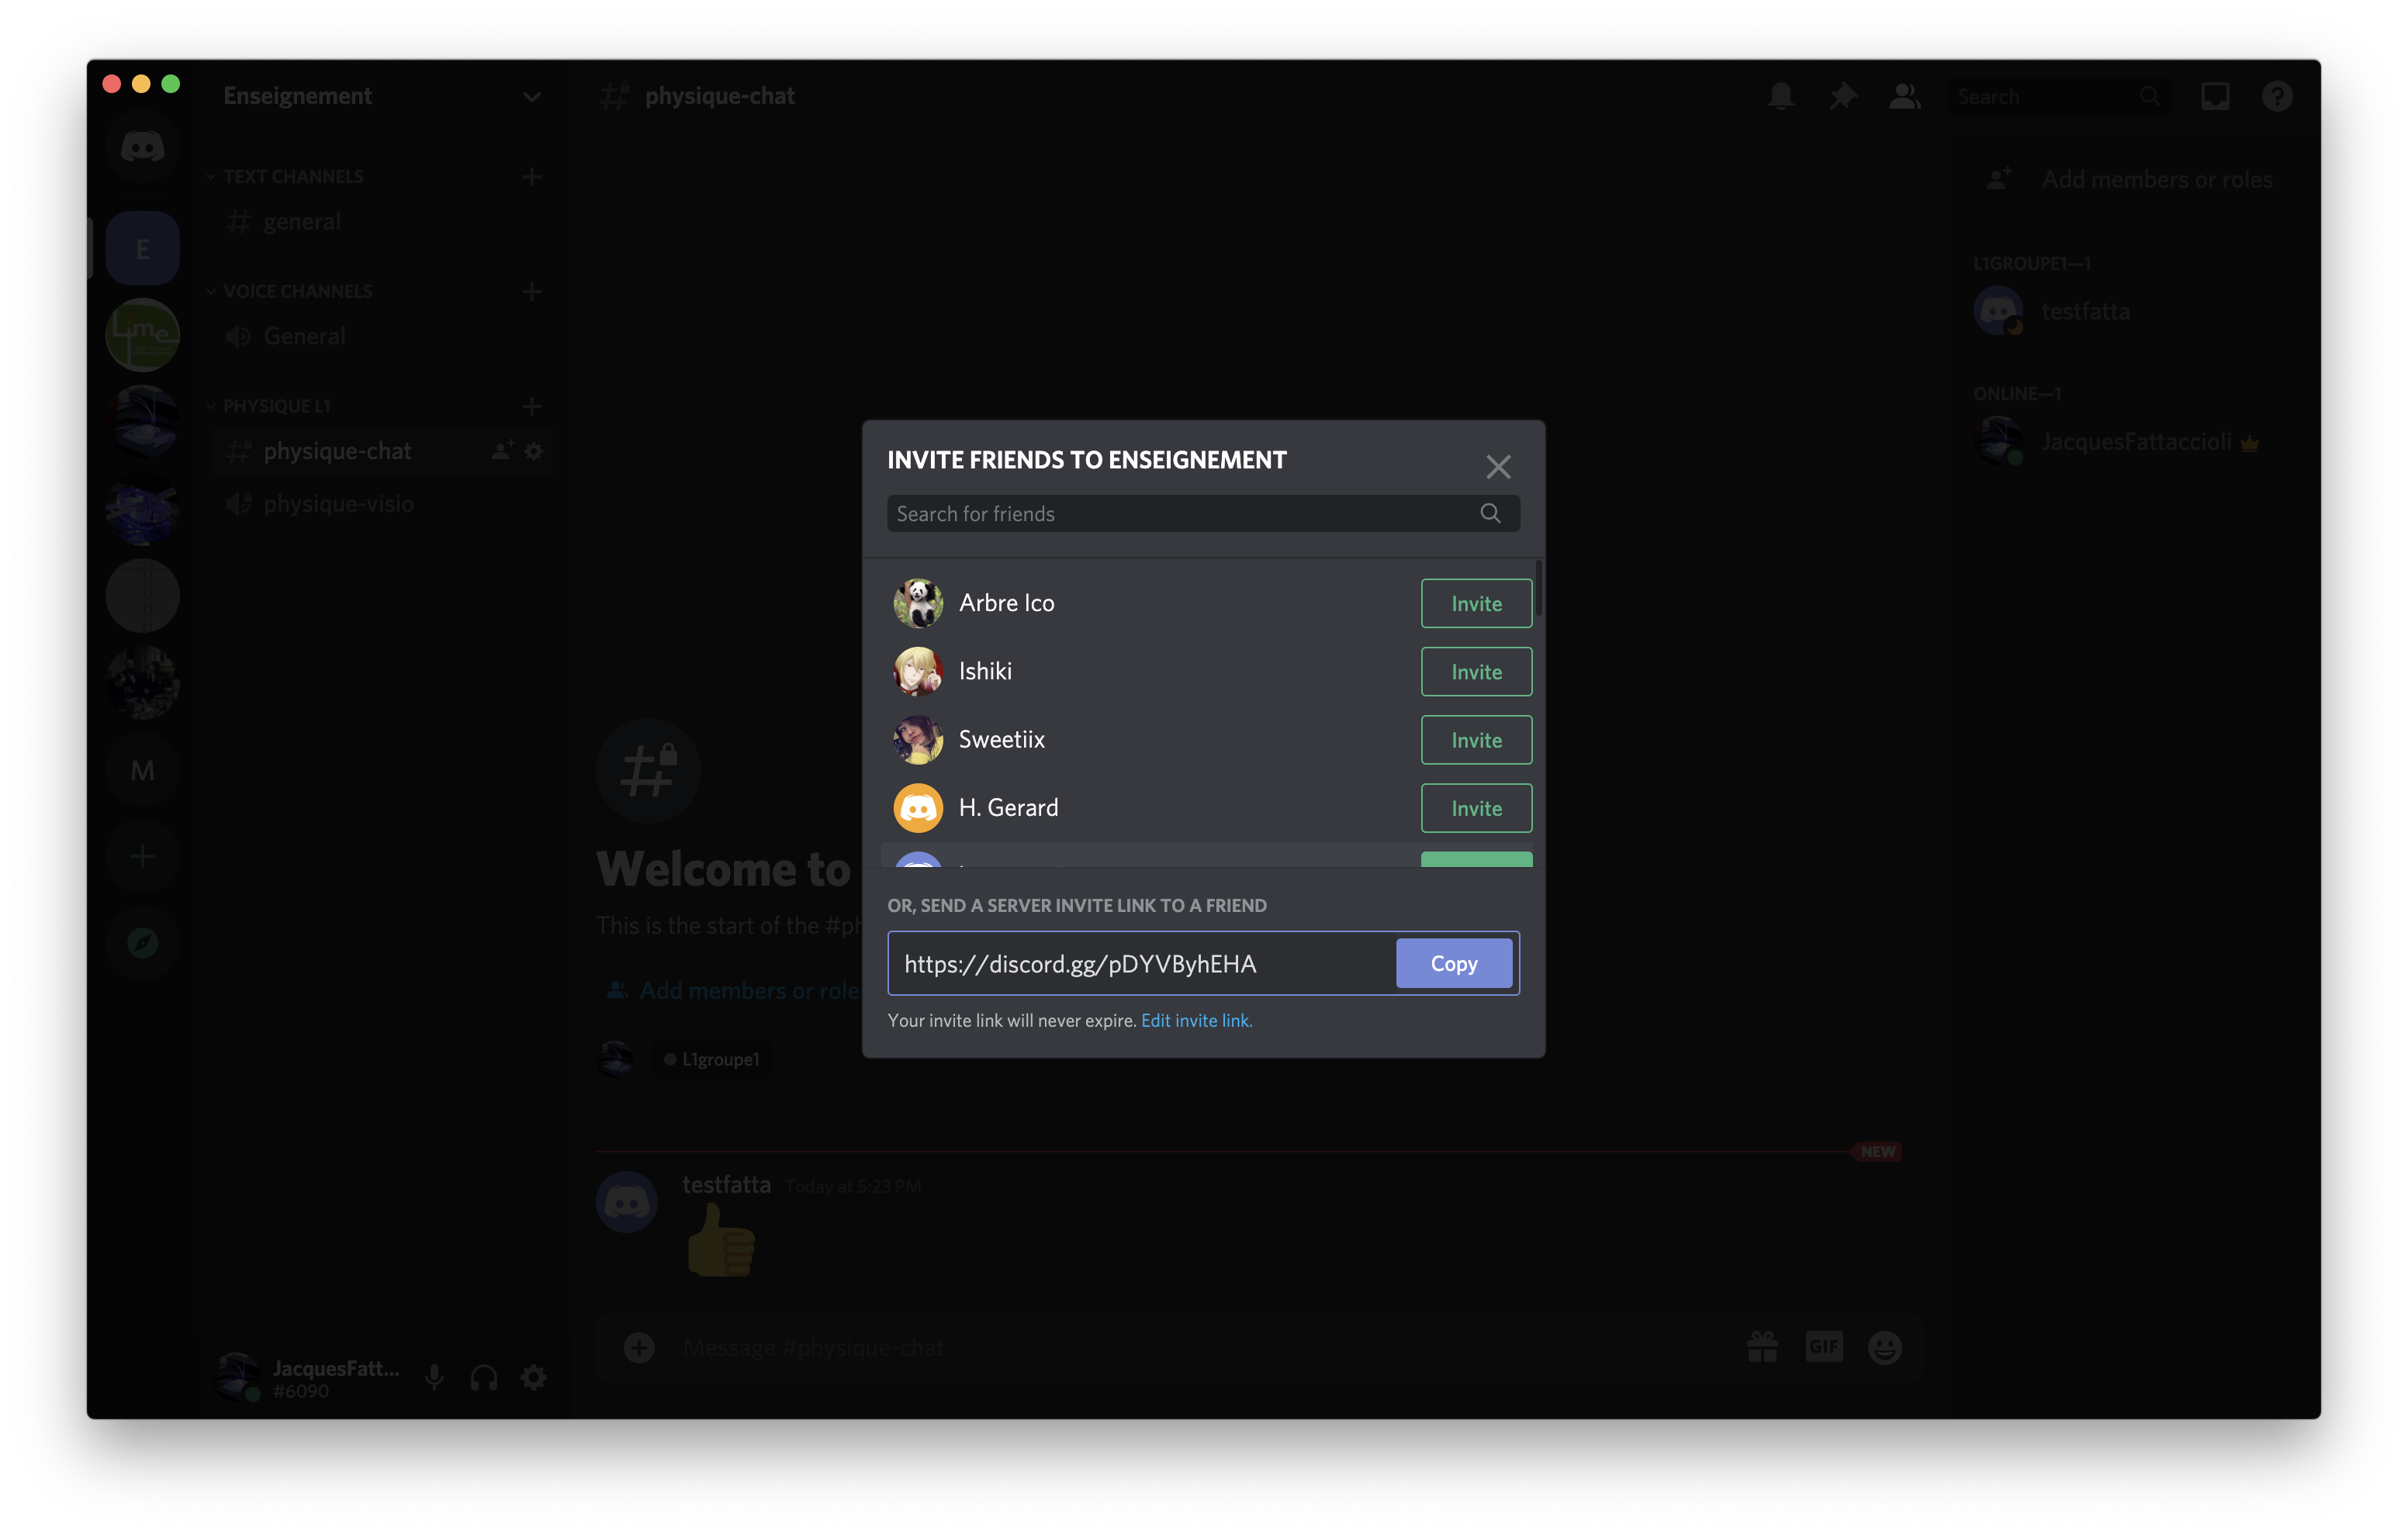 Enseignement
physique-chat
Search
TEXT CHANNELS
general
VOICE CHANNELS
General
PHYSIQUE L1
physique-chat
physique-visio
E
Lime
M
Add members or roles
L1GROUPE1—1
testfatta
ONLINE—1
JacquesFattaccioli
INVITE FRIENDS TO ENSEIGNEMENT
Search for friends
Arbre Ico
Invite
Ishiki
Invite
Sweetiix
Invite
H. Gerard
Invite
OR, SEND A SERVER INVITE LINK TO A FRIEND
https://discord.gg/pDYVByhEHA
Copy
Your invite link will never expire. Edit invite link.
Welcome to
This is the start of the #ph
Add members or role
L1groupe1
NEW
testfatta Today at 5:23 PM
Message #physique-chat
GIF
JacquesFatt...
#6090